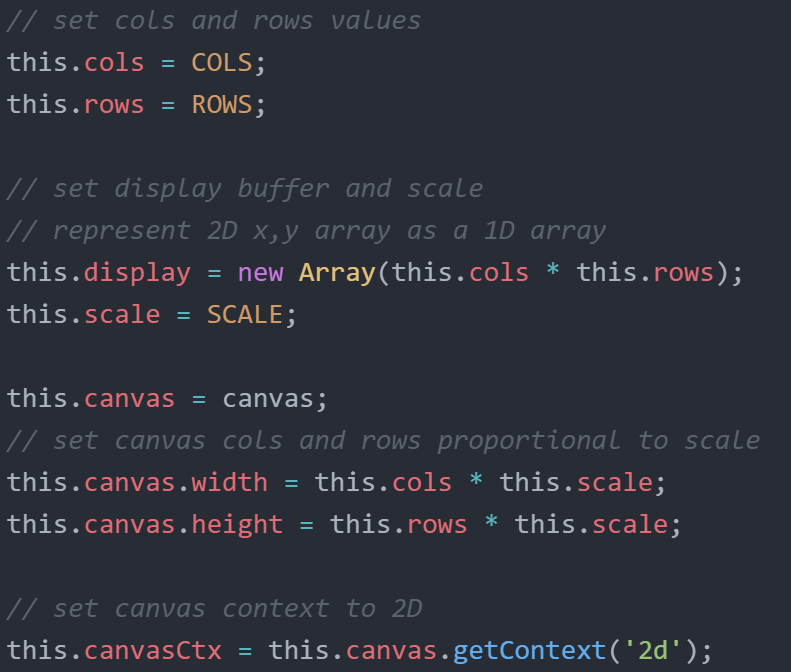 // set cols and rows values
this.cols = COLS;
this.rows = ROWS;
// set display buffer and scale
// represent 2D x,y array as a 1D array
this.display = new Array(this.cols * this.rows);
this.scale = SCALE;
this.canvas = canvas;
// set canvas cols and rows proportional to scale
this.canvas.width = this.cols * this.scale;
this.canvas.height = this.rows * this.scale;
// set canvas context to 2D
this.canvasCtx = this.canvas.getContext('2d');